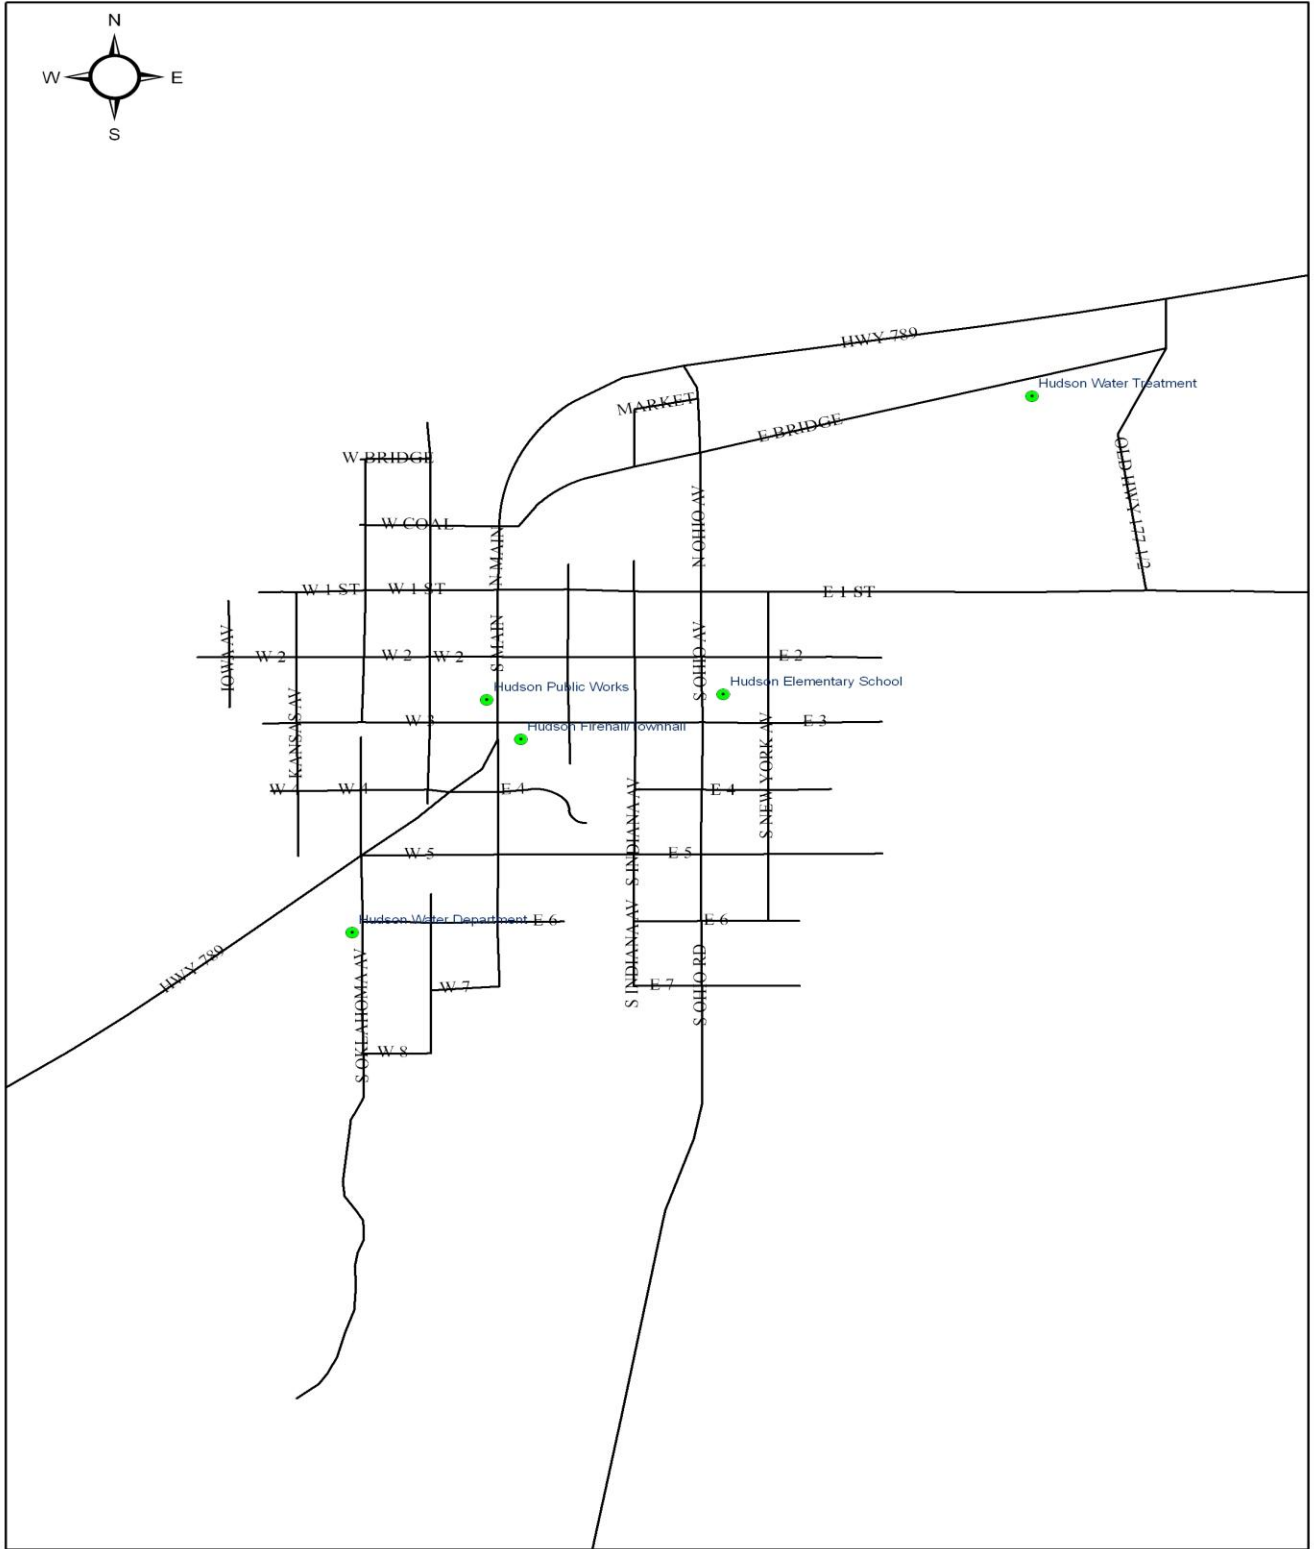 N
W E
S
HWY 789
Hudson Water Treatment
MARKET
E BRIDGE
W BRIDGE
OLD HWY 177 1/2
N OHIO AV
W COAL
N MAIN
W 1 ST
W 1 ST
E 1 ST
IOWA AV
S MAIN
S OHIO AV
W 2
W 2
W 2
E 2
Hudson Public Works
Hudson Elementary School
KANSAS AV
W 3
E 3
Hudson Firehall/Townhall
S NEW YORK AV
W 4
W 4
E 4
E 4
S INDIANA AV
W 5
E 5
Hudson Water Department
E 6
E 6
S INDIANA AV
HWY 789
S OKLAHOMA AV
S OHIO RD
W 7
E 7
W 8